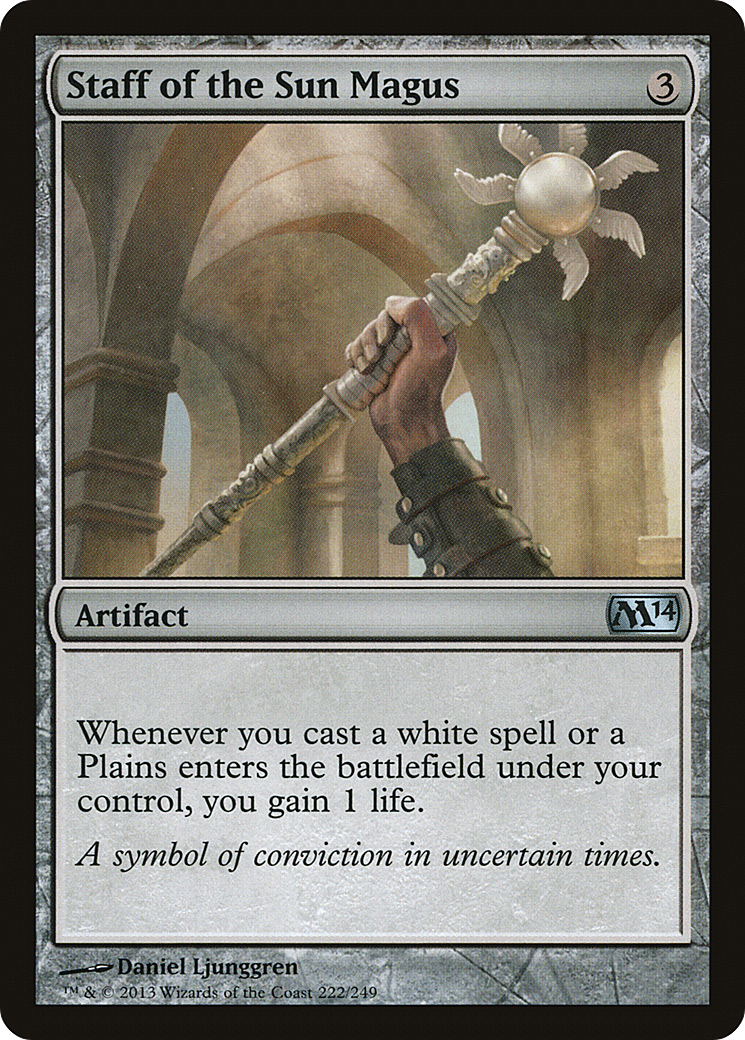 Staff of the Sun Magus 3
Artifact M14
Whenever you cast a white spell or a
Plains enters the battlefield under your
control, you gain 1 life.
A symbol of conviction in uncertain times.
Daniel Ljunggren
™ & © 2013 Wizards of the Coast 222/249